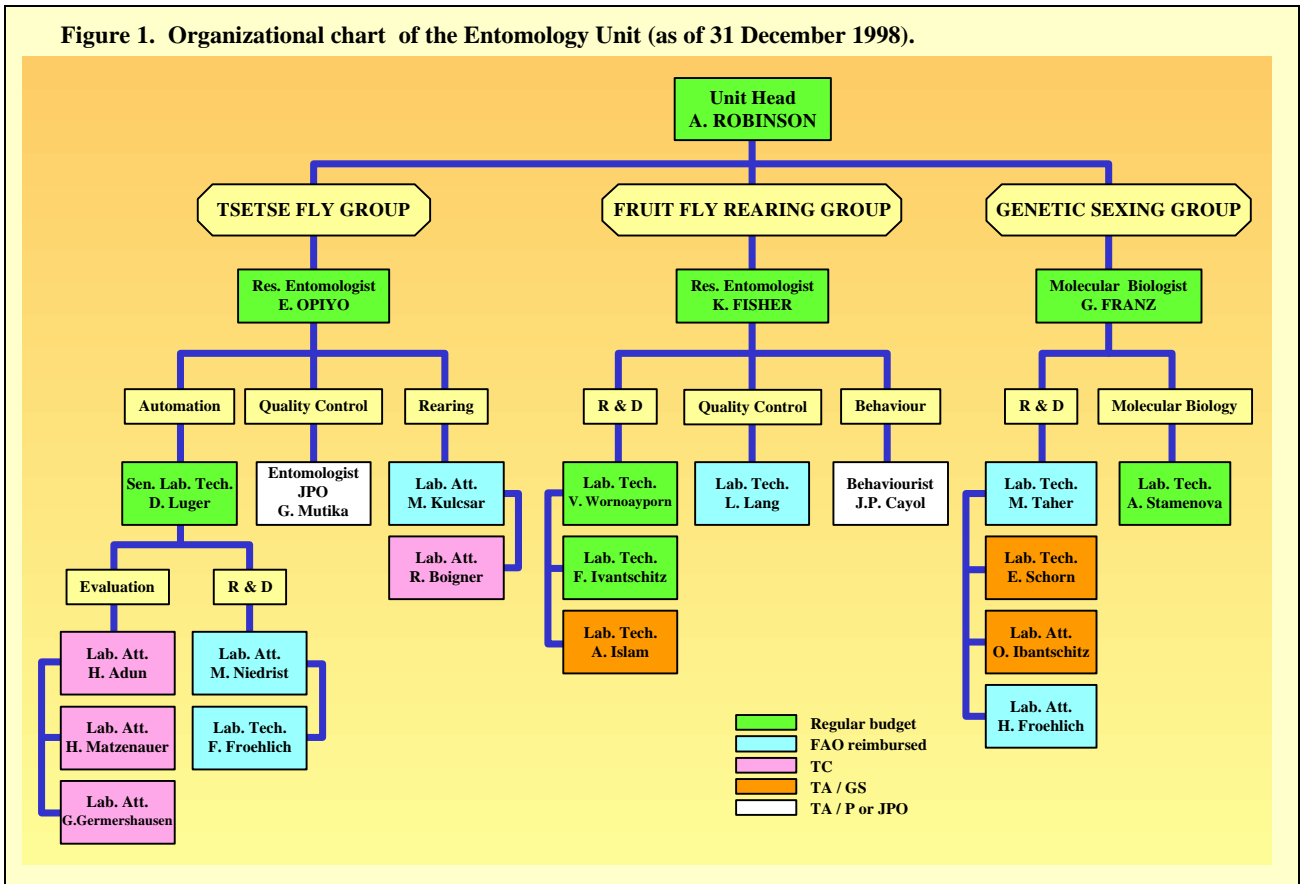 Figure 1.  Organizational chart  of the Entomology Unit (as of 31 December 1998).
Unit Head
A. ROBINSON
TSETSE FLY GROUP
FRUIT FLY REARING GROUP
GENETIC SEXING GROUP
Res. Entomologist
E. OPIYO
Res. Entomologist
K. FISHER
Molecular  Biologist
G. FRANZ
Automation
Quality Control
Rearing
R & D
Quality Control
Behaviour
R & D
Molecular Biology
Sen. Lab. Tech.
D. Luger
Entomologist
JPO
G. Mutika
Lab. Att.
M. Kulcsar
Lab. Tech.
V. Wornoayporn
Lab. Tech.
L. Lang
Behaviourist
J.P. Cayol
Lab. Tech.
M. Taher
Lab. Tech.
A. Stamenova
Lab. Att.
R. Boigner
Lab. Tech.
F. Ivantschitz
Lab. Tech.
E. Schorn
Evaluation
R & D
Lab. Att.
H. Adun
Lab. Att.
M. Niedrist
Lab. Tech.
A. Islam
Lab. Att.
O. Ibantschitz
Lab. Att.
H. Matzenauer
Lab. Tech.
F. Froehlich
Lab. Att.
H. Froehlich
Lab. Att.
G.Germershausen
Regular budget
FAO reimbursed
TC
TA / GS
TA / P or JPO